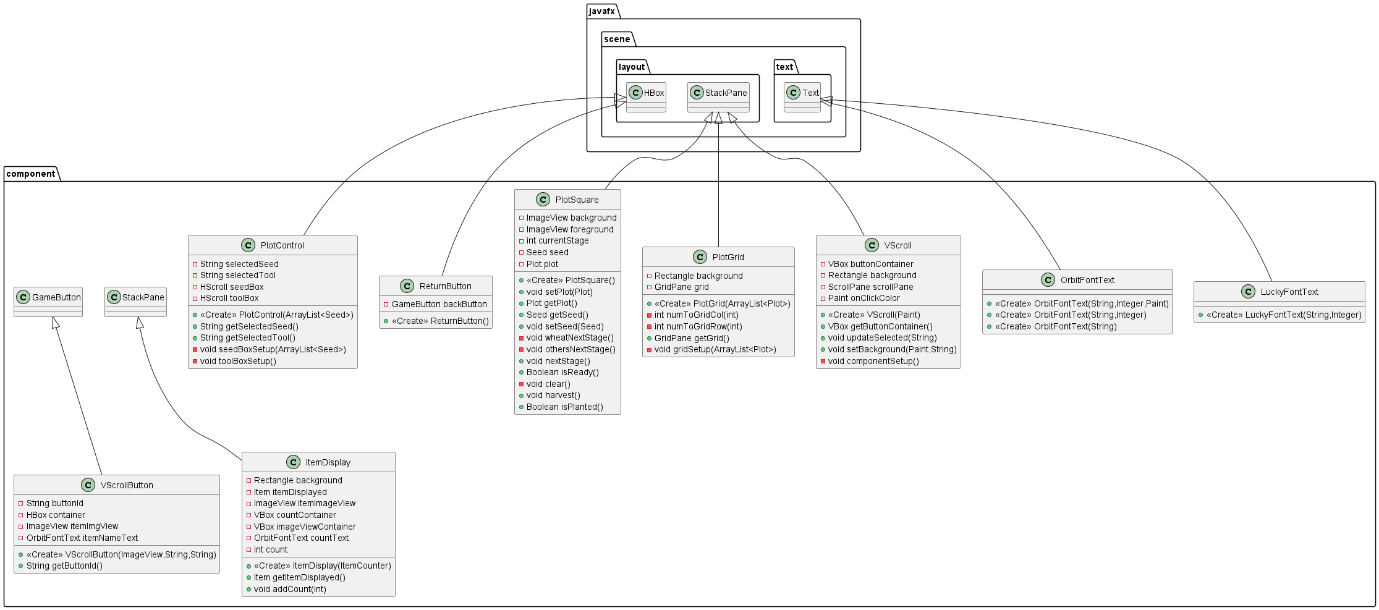 javafx
scene
layout
text
C HBox
C StackPane
C Text
component
C PlotControl
String selectedSeed
String selectedTool
HScroll seedBox
HScroll toolBox
«Create» PlotControl(ArrayList<Seed>)
String getSelectedSeed()
String getSelectedTool()
void seedBoxSetup(ArrayList<Seed>)
void toolBoxSetup()
C ReturnButton
GameButton backButton
«Create» ReturnButton()
C PlotSquare
ImageView background
ImageView foreground
int currentStage
Seed seed
Plot plot
«Create» PlotSquare()
void setPlot(Plot)
Plot getPlot()
Seed getSeed()
void setSeed(Seed)
void wheatNextStage()
void othersNextStage()
void nextStage()
Boolean isReady()
void clear()
void harvest()
Boolean isPlanted()
C PlotGrid
Rectangle background
GridPane grid
«Create» PlotGrid(ArrayList<Plot>)
int numToGridCol(int)
int numToGridRow(int)
GridPane getGrid()
void gridSetup(ArrayList<Plot>)
C VScroll
VBox buttonContainer
Rectangle background
ScrollPane scrollPane
Paint onClickColor
«Create» VScroll(Paint)
VBox getButtonContainer()
void updateSelected(String)
void setBackground(Paint,String)
void componentSetup()
C OrbitFontText
«Create» OrbitFontText(String,Integer,Paint)
«Create» OrbitFontText(String,Integer)
«Create» OrbitFontText(String)
C LuckyFontText
«Create» LuckyFontText(String,Integer)
C GameButton
C StackPane
C VScrollButton
String buttonId
HBox container
ImageView itemImgView
OrbitFontText itemNameText
«Create» VScrollButton(ImageView,String,String)
String getButtonId()
C ItemDisplay
Rectangle background
Item itemDisplayed
ImageView itemImageView
VBox countContainer
VBox imageViewContainer
OrbitFontText countText
int count
«Create» ItemDisplay(ItemCounter)
Item getItemDisplayed()
void addCount(int)